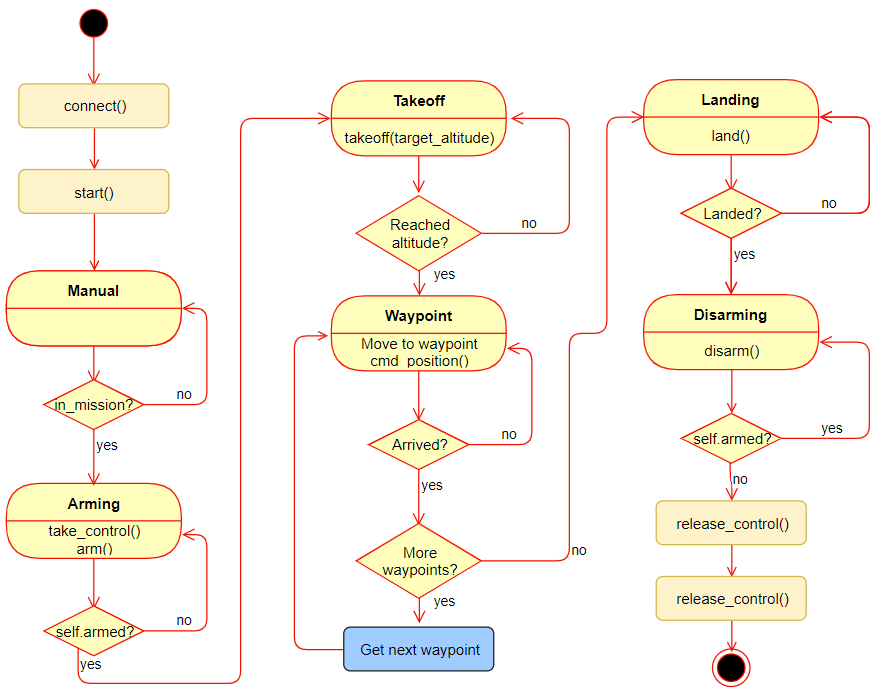 connect()
start()
Manual
in_mission?
no
yes
Arming
take_control()
arm()
self.armed?
no
yes
Takeoff
takeoff(target_altitude)
Reached
altitude?
no
yes
Waypoint
Move to waypoint
cmd_position()
Arrived?
no
yes
More
waypoints?
no
yes
Get next waypoint
Landing
land()
Landed?
no
yes
Disarming
disarm()
self.armed?
yes
no
release_control()
release_control()